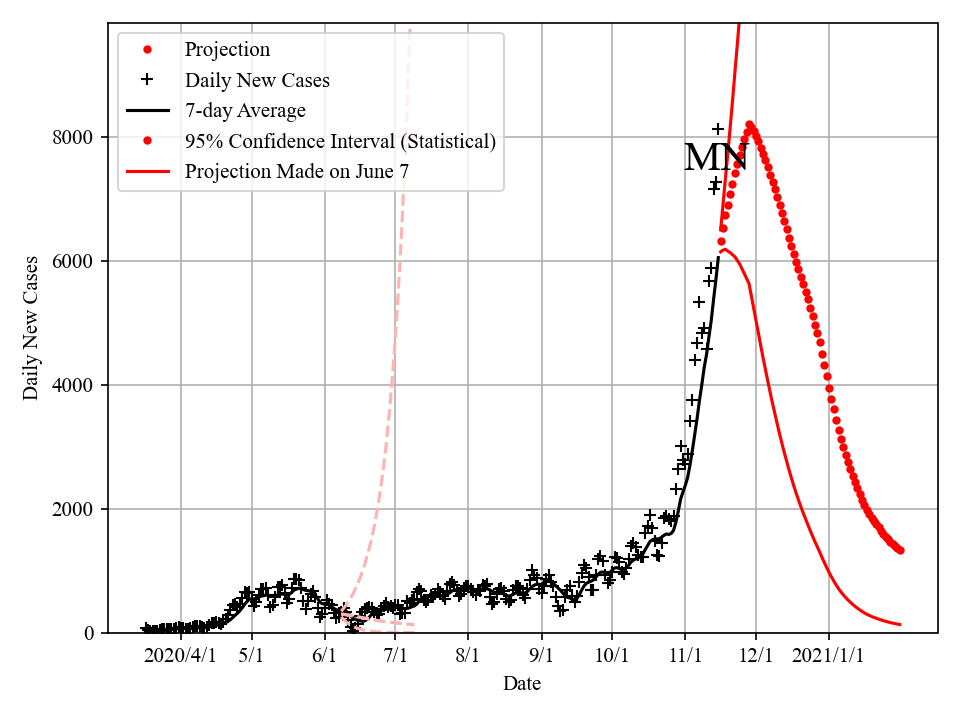 Projection
Daily New Cases
7-day Average
95% Confidence Interval (Statistical)
Projection Made on June 7
MN
8000
6000
4000
2000
0
Daily New Cases
2020/4/1 5/1 6/1 7/1 8/1 9/1 10/1 11/1 12/1 2021/1/1
Date